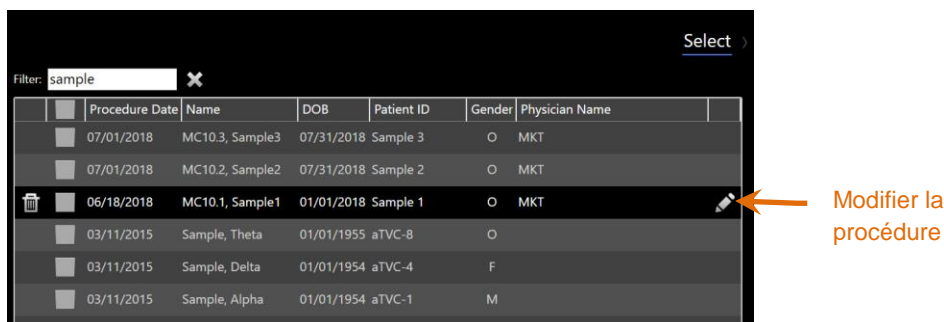 Select
Filter: sample
Procedure Date Name DOB Patient ID Gender Physician Name
07/01/2018 MC10.3, Sample3 07/31/2018 Sample 3 O MKT
07/01/2018 MC10.2, Sample2 07/31/2018 Sample 2 O MKT
06/18/2018 MC10.1, Sample1 01/01/2018 Sample 1 O MKT
Modifier la
procédure
03/11/2015 Sample, Theta 01/01/1955 aTVC-8 O
03/11/2015 Sample, Delta 01/01/1954 aTVC-4 F
03/11/2015 Sample, Alpha 01/01/1954 aTVC-1 M